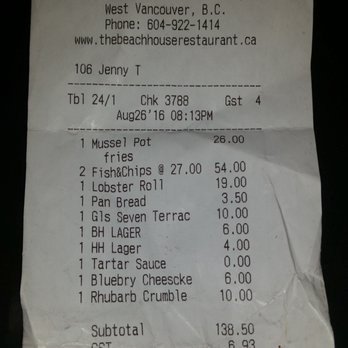 West Vancouver, B.C.
Phone: 604-922-1414
www.thebeachhouserestaurant.ca
106 Jenny T
Tbl 24/1 Chk 3788 Gst 4
Aug26'16 08:13PM
1 Mussel Pot 26.00
fries
2 Fish&Chips @ 27.00 54.00
1 Lobster Roll 19.00
1 Pan Bread 3.50
1 Gls Seven Terrac 10.00
1 BH LAGER 6.00
1 HH Lager 4.00
1 Tartar Sauce 0.00
1 Bluebry Cheescke 6.00
1 Rhubarb Crumble 10.00
Subtotal 138.50
GST 6.93